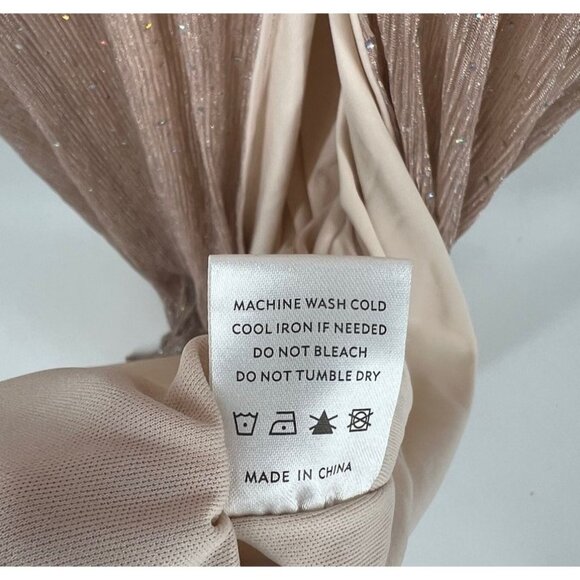 MACHINE WASH COLD
COOL IRON IF NEEDED
DO NOT BLEACH
DO NOT TUMBLE DRY
MADE IN CHINA